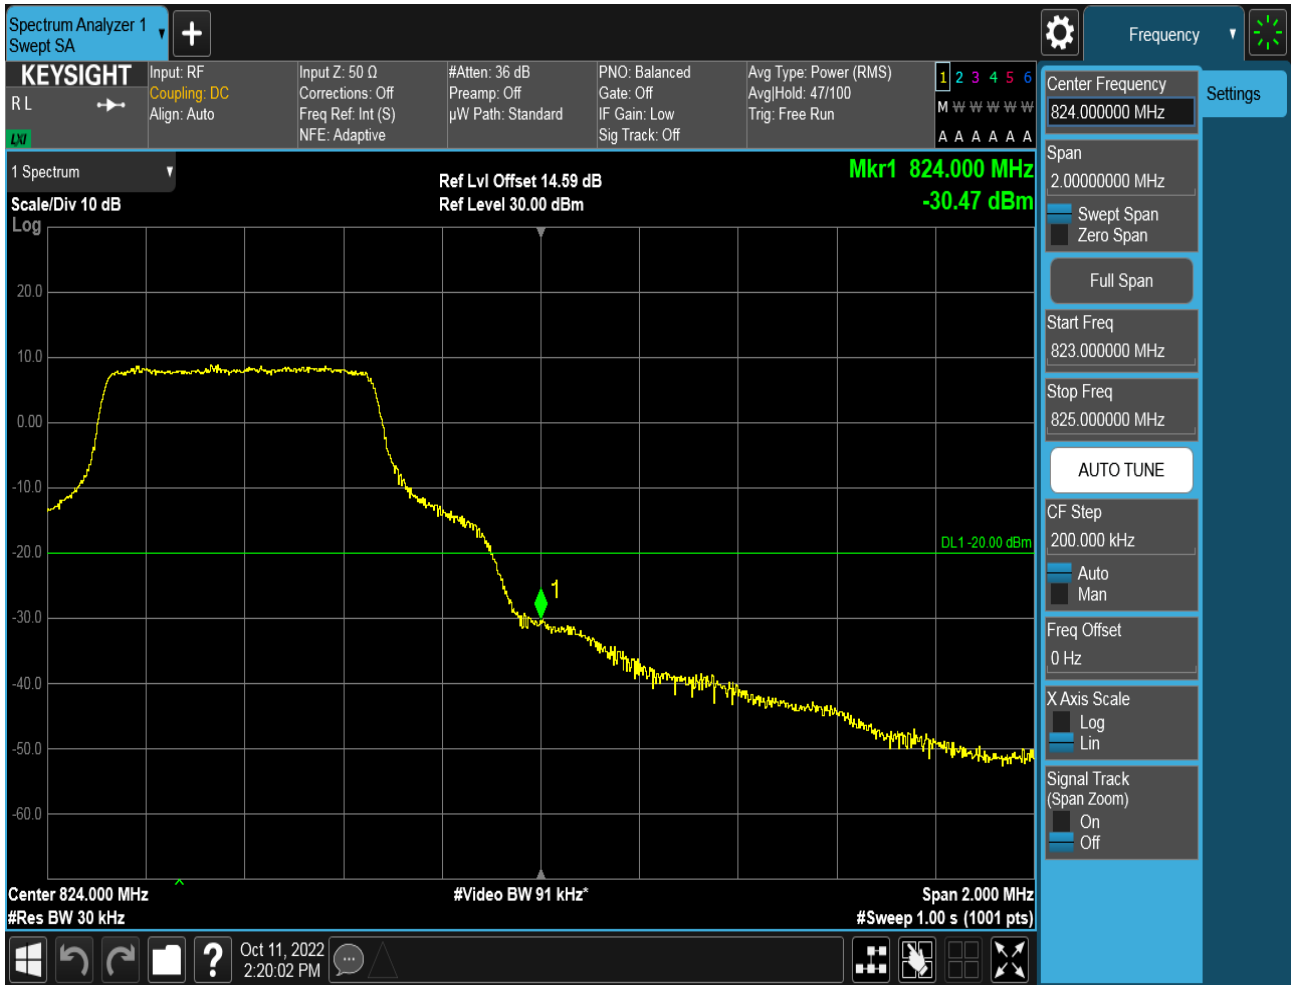 Spectrum Analyzer 1
Swept SA
Frequency
KEYSIGHT
R L
LXI
Input: RF
Coupling: DC
Align: Auto
Input Z: 50 Ω
Corrections: Off
Freq Ref: Int (S)
NFE: Adaptive
#Atten: 36 dB
Preamp: Off
µW Path: Standard
PNO: Balanced
Gate: Off
IF Gain: Low
Sig Track: Off
Avg Type: Power (RMS)
Avg|Hold: 47/100
Trig: Free Run
1 2 3 4 5 6
M W W W W W
A A A A A A
1 Spectrum
Scale/Div 10 dB
Log
Ref Lvl Offset 14.59 dB
Ref Level 30.00 dBm
Mkr1 824.000 MHz
-30.47 dBm
20.0
10.0
0.00
-10.0
-20.0
-30.0
-40.0
-50.0
-60.0
DL1 -20.00 dBm
1
Center 824.000 MHz
#Res BW 30 kHz
#Video BW 91 kHz*
Span 2.000 MHz
#Sweep 1.00 s (1001 pts)
Oct 11, 2022
2:20:02 PM
Center Frequency
824.000000 MHz
Settings
Span
2.00000000 MHz
Swept Span
Zero Span
Full Span
Start Freq
823.000000 MHz
Stop Freq
825.000000 MHz
AUTO TUNE
CF Step
200.000 kHz
Auto
Man
Freq Offset
0 Hz
X Axis Scale
Log
Lin
Signal Track
(Span Zoom)
On
Off